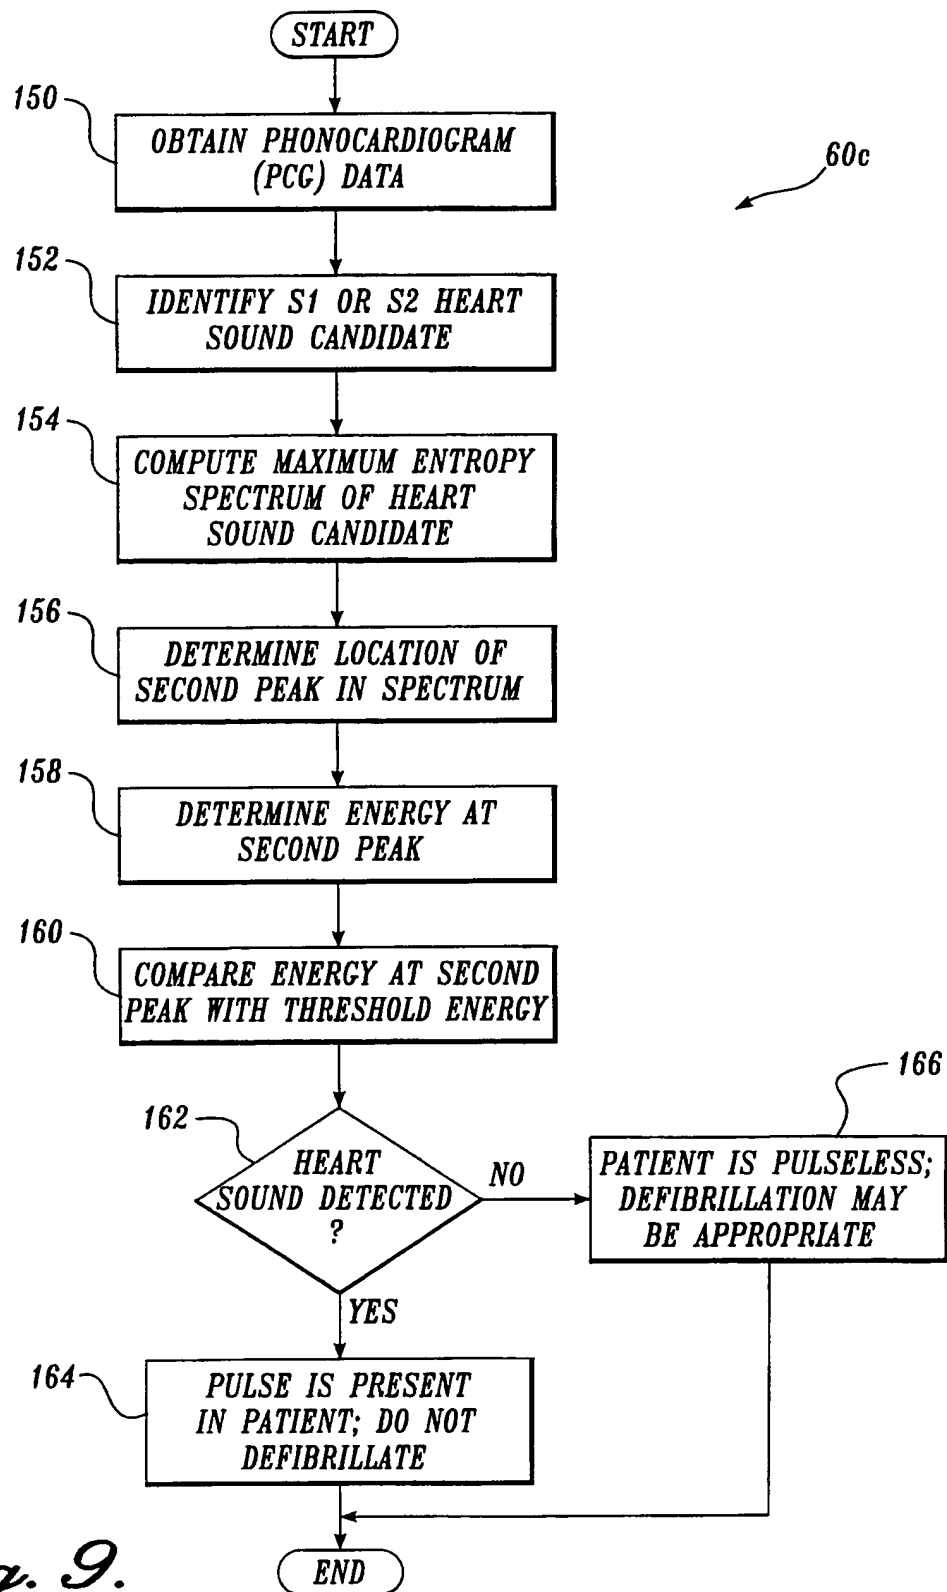 START
150
OBTAIN PHONOCARDIOGRAM
(PCG) DATA
60c
152
IDENTIFY S1 OR S2 HEART
SOUND CANDIDATE
154
COMPUTE MAXIMUM ENTROPY
SPECTRUM OF HEART
SOUND CANDIDATE
156
DETERMINE LOCATION OF
SECOND PEAK IN SPECTRUM
158
DETERMINE ENERGY AT
SECOND PEAK
160
COMPARE ENERGY AT SECOND
PEAK WITH THRESHOLD ENERGY
162
HEART
SOUND DETECTED
?
NO
166
PATIENT IS PULSELESS;
DEFIBRILLATION MAY
BE APPROPRIATE
YES
164
PULSE IS PRESENT
IN PATIENT; DO NOT
DEFIBRILLATE
END
9.